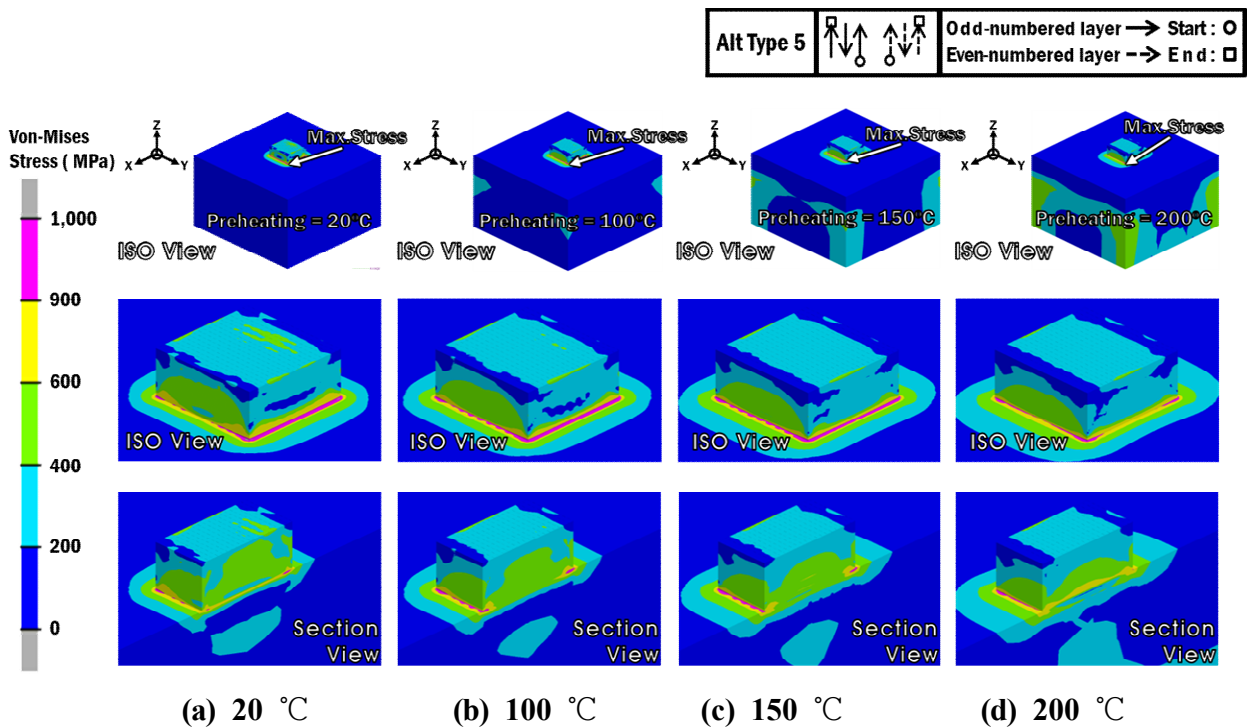 Alt Type 5
Odd-numbered layer → Start : ○
Even-numbered layer ⇢ End : □
Von-Mises
Stress ( MPa)
1,000
900
600
400
200
0
Z
X
Y
Max.Stress
Preheating = 20°C
ISO View
Z
X
Y
Max.Stress
Preheating = 100°C
ISO View
Z
X
Y
Max.Stress
Preheating = 150°C
ISO View
Z
X
Y
Max.Stress
Preheating = 200°C
ISO View
ISO View
ISO View
ISO View
ISO View
Section
View
Section
View
Section
View
Section
View
(a) 20 ℃
(b) 100 ℃
(c) 150 ℃
(d) 200 ℃